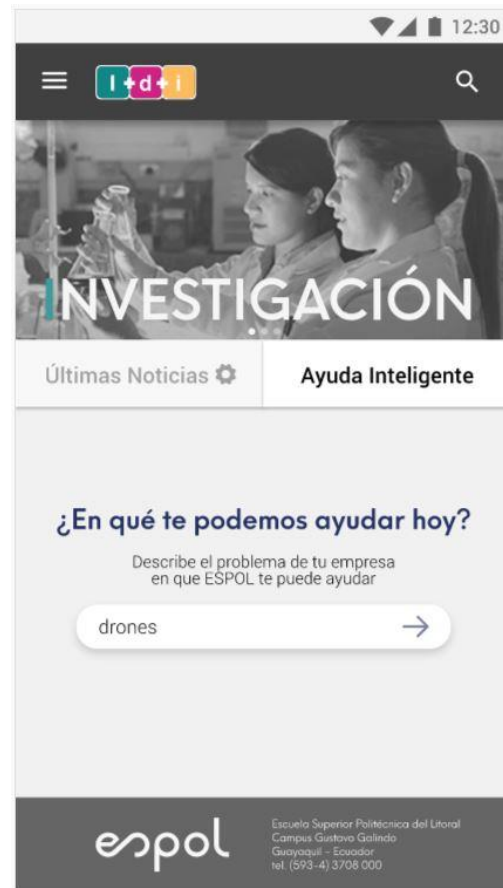 12:30
I+d+i
INVESTIGACIÓN
Últimas Noticias
Ayuda Inteligente
¿En qué te podemos ayudar hoy?
Describe el problema de tu empresa
en que ESPOL te puede ayudar
drones
espol
Escuela Superior Politécnica del Litoral
Campus Gustavo Galindo
Guayaquil - Ecuador
tel. (593-4) 3708 000